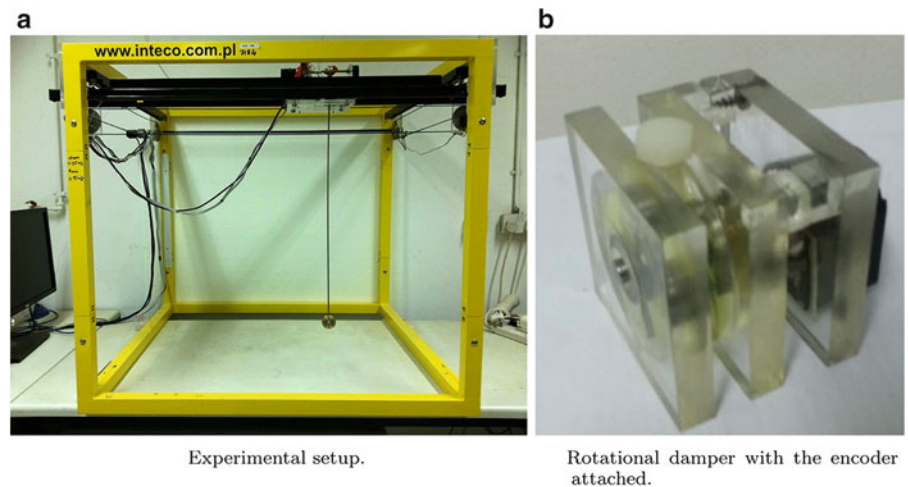 a
b
www.inteco.com.pl
Experimental setup.
Rotational damper with the encoder
attached.